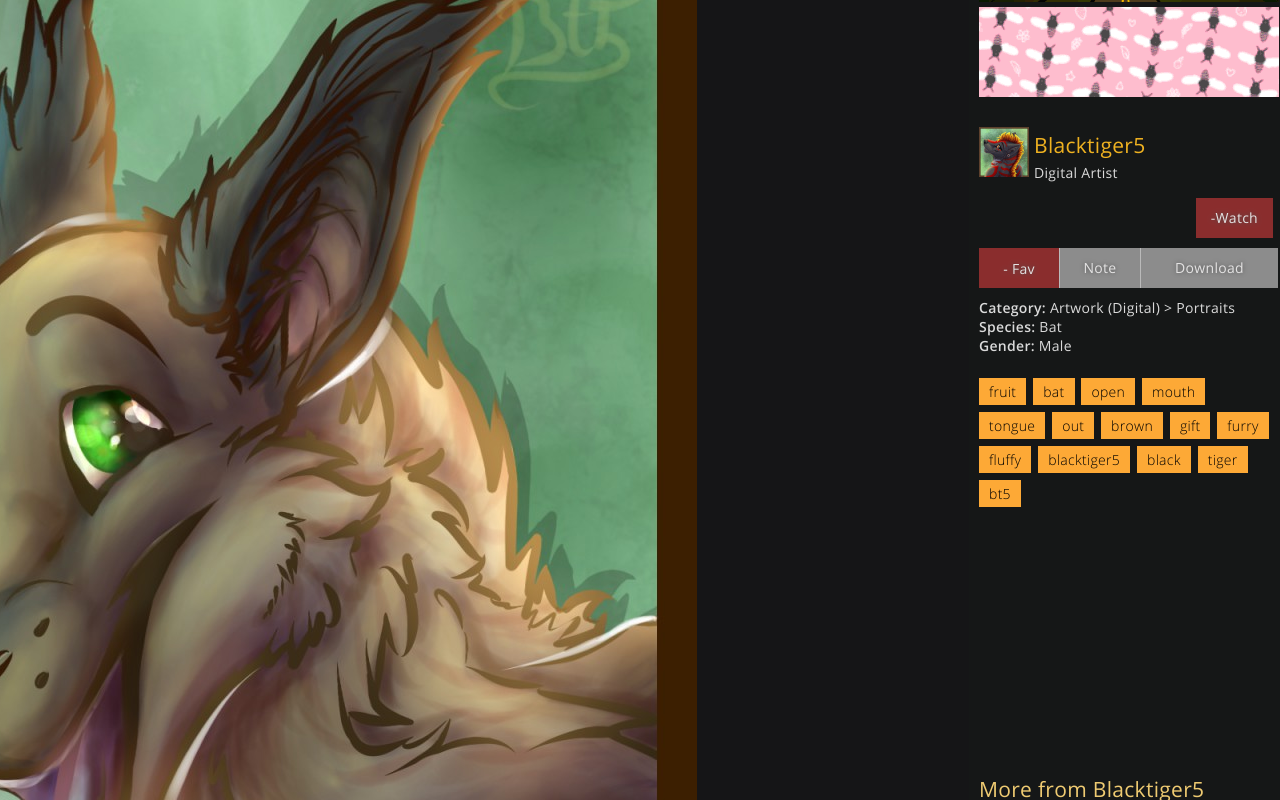 Bt5
Blacktiger5
Digital Artist
-Watch
- Fav Note Download
Category: Artwork (Digital) > Portraits
Species: Bat
Gender: Male
fruit bat open mouth
tongue out brown gift furry
fluffy blacktiger5 black tiger
bt5
More from Blacktiger5